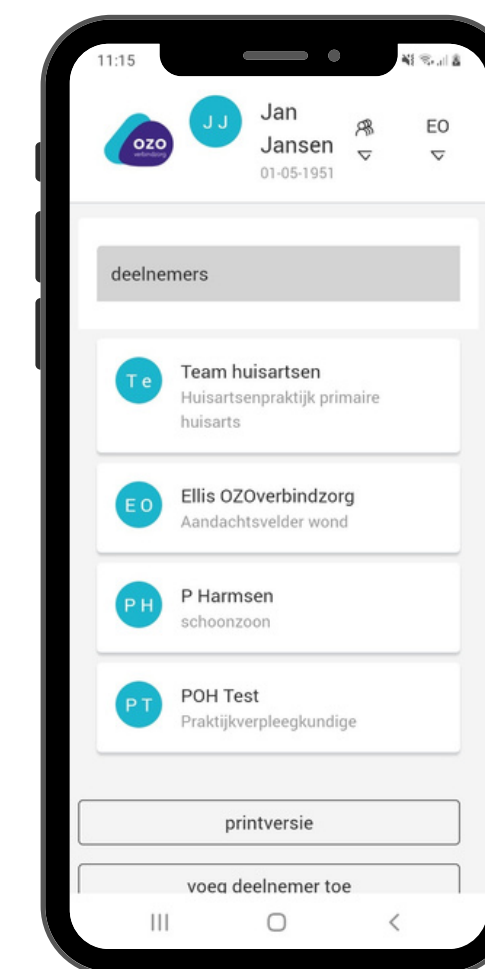 11:15
ozo
verbindzorg
J J
Jan
Jansen
01-05-1951
EO
deelnemers
T e
Team huisartsen
Huisartsenpraktijk primaire
huisarts
E O
Ellis OZOverbindzorg
Aandachtsvelder wond
P H
P Harmsen
schoonzoon
P T
POH Test
Praktijkverpleegkundige
printversie
voeg deelnemer toe